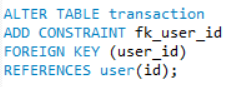 ALTER TABLE transaction
ADD CONSTRAINT fk_user_id
FOREIGN KEY (user_id)
REFERENCES user(id);